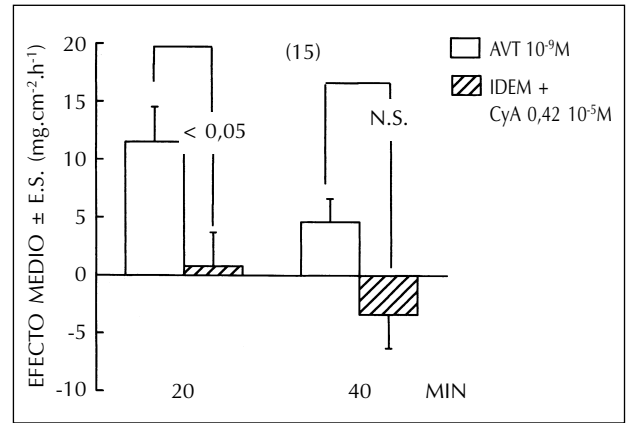 EFECTO MEDIO ± E.S. (mg.cm⁻².h⁻¹)
20
15
10
5
0
-5
-10
(15)
< 0,05
N.S.
AVT 10⁻⁹M
IDEM +
CyA 0,42 10⁻⁵M
20
40
MIN